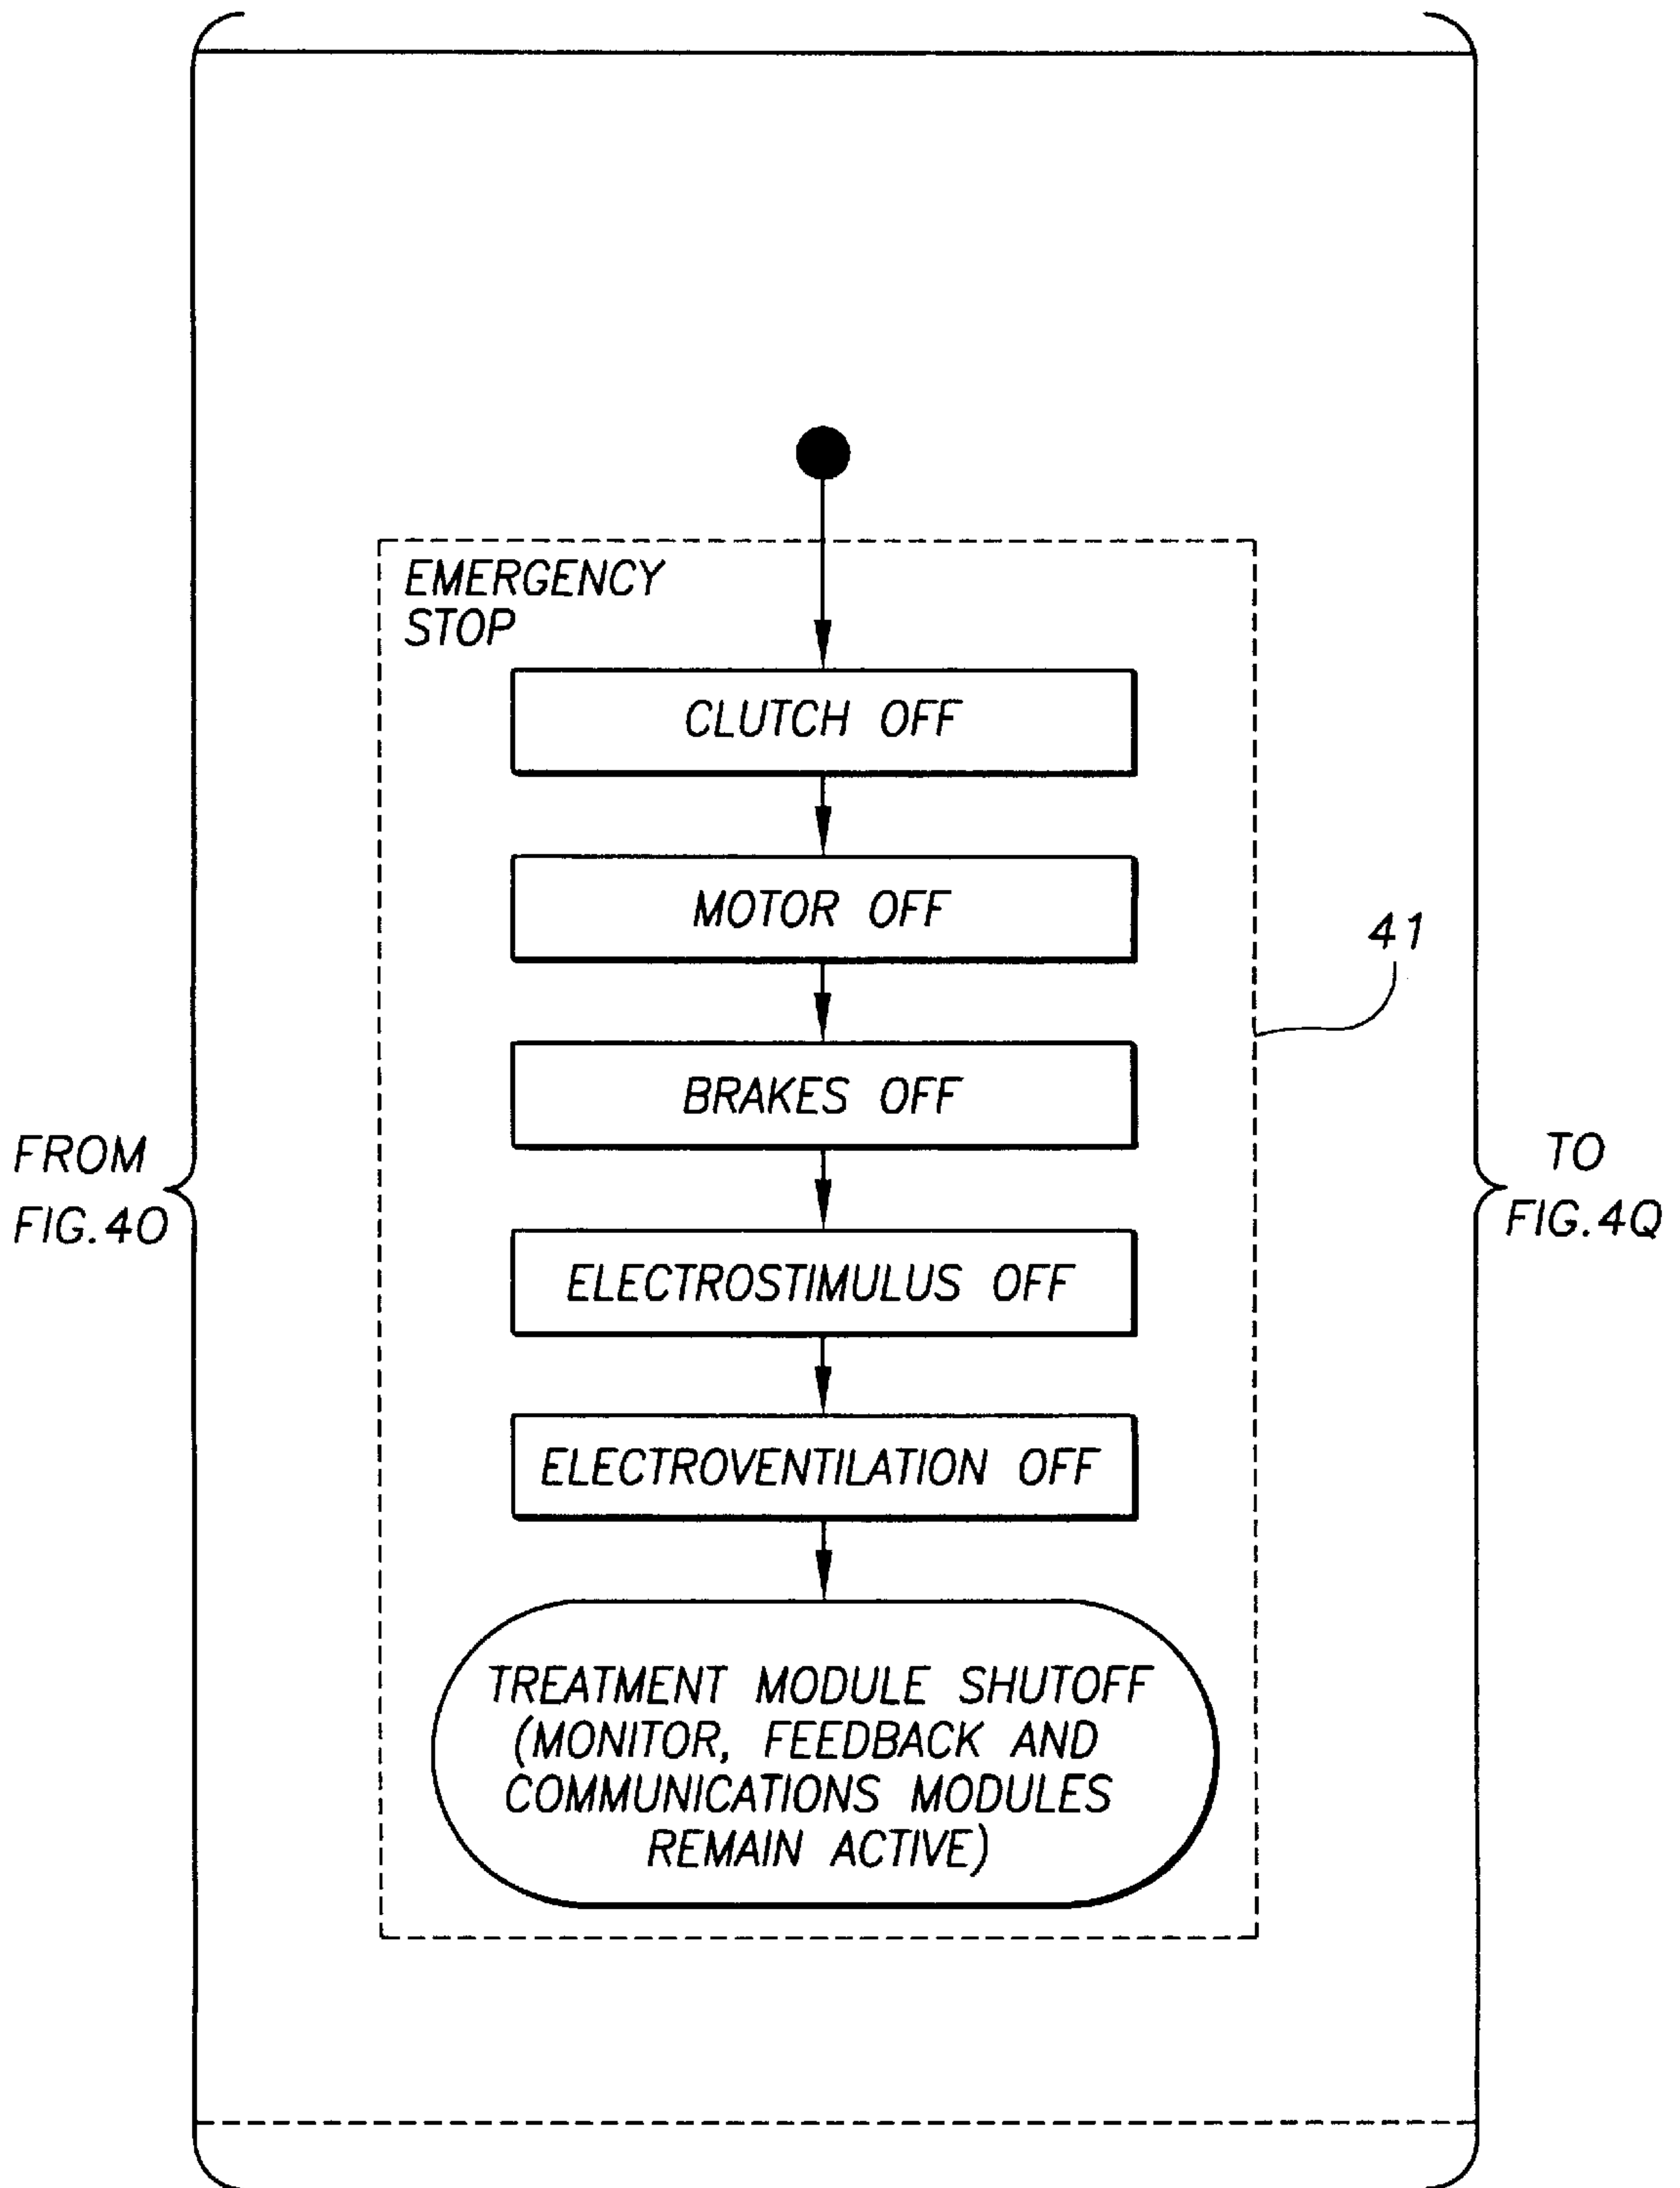 EMERGENCY
STOP
CLUTCH OFF
MOTOR OFF
41
BRAKES OFF
FROM
FIG.4O
TO
FIG.4Q
ELECTROSTIMULUS OFF
ELECTROVENTILATION OFF
TREATMENT MODULE SHUTOFF
(MONITOR, FEEDBACK AND
COMMUNICATIONS MODULES
REMAIN ACTIVE)